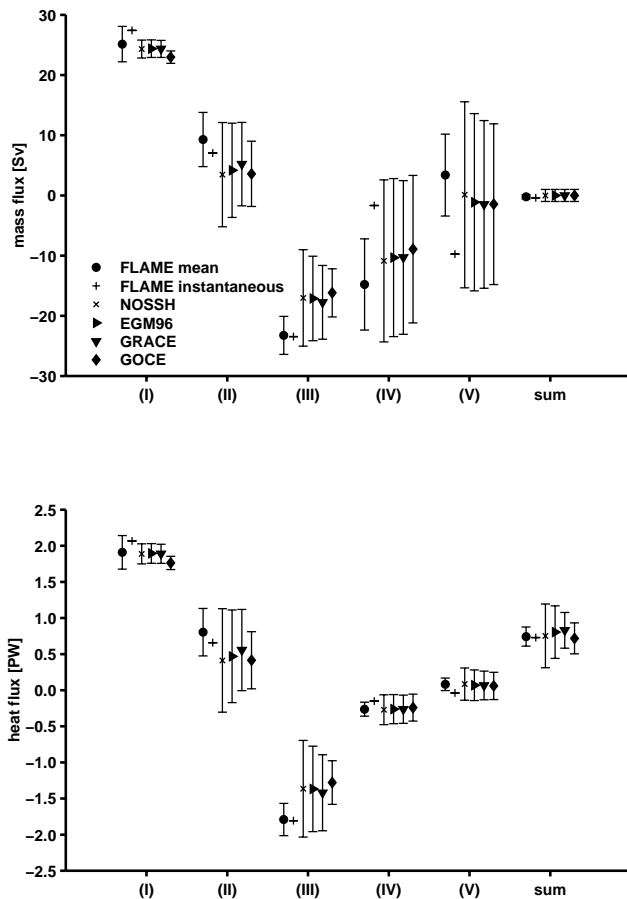 30
20
10
0
−10
−20
−30
mass flux [Sv]
FLAME mean
FLAME instantaneous
NOSSH
EGM96
GRACE
GOCE
(I) (II) (III) (IV) (V) sum
2.5
2.0
1.5
1.0
0.5
0.0
−0.5
−1.0
−1.5
−2.0
−2.5
heat flux [PW]
(I) (II) (III) (IV) (V) sum